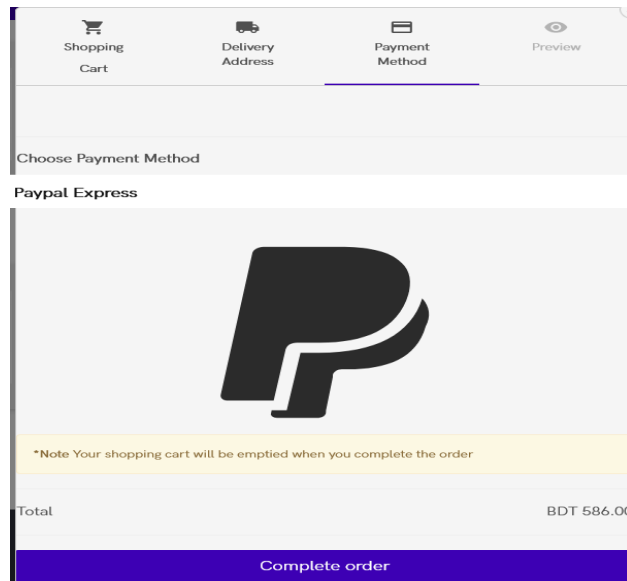 Shopping
Cart
Delivery
Address
Payment
Method
Preview
Choose Payment Method
Paypal Express
*Note Your shopping cart will be emptied when you complete the order
Total
BDT 586.00
Complete order